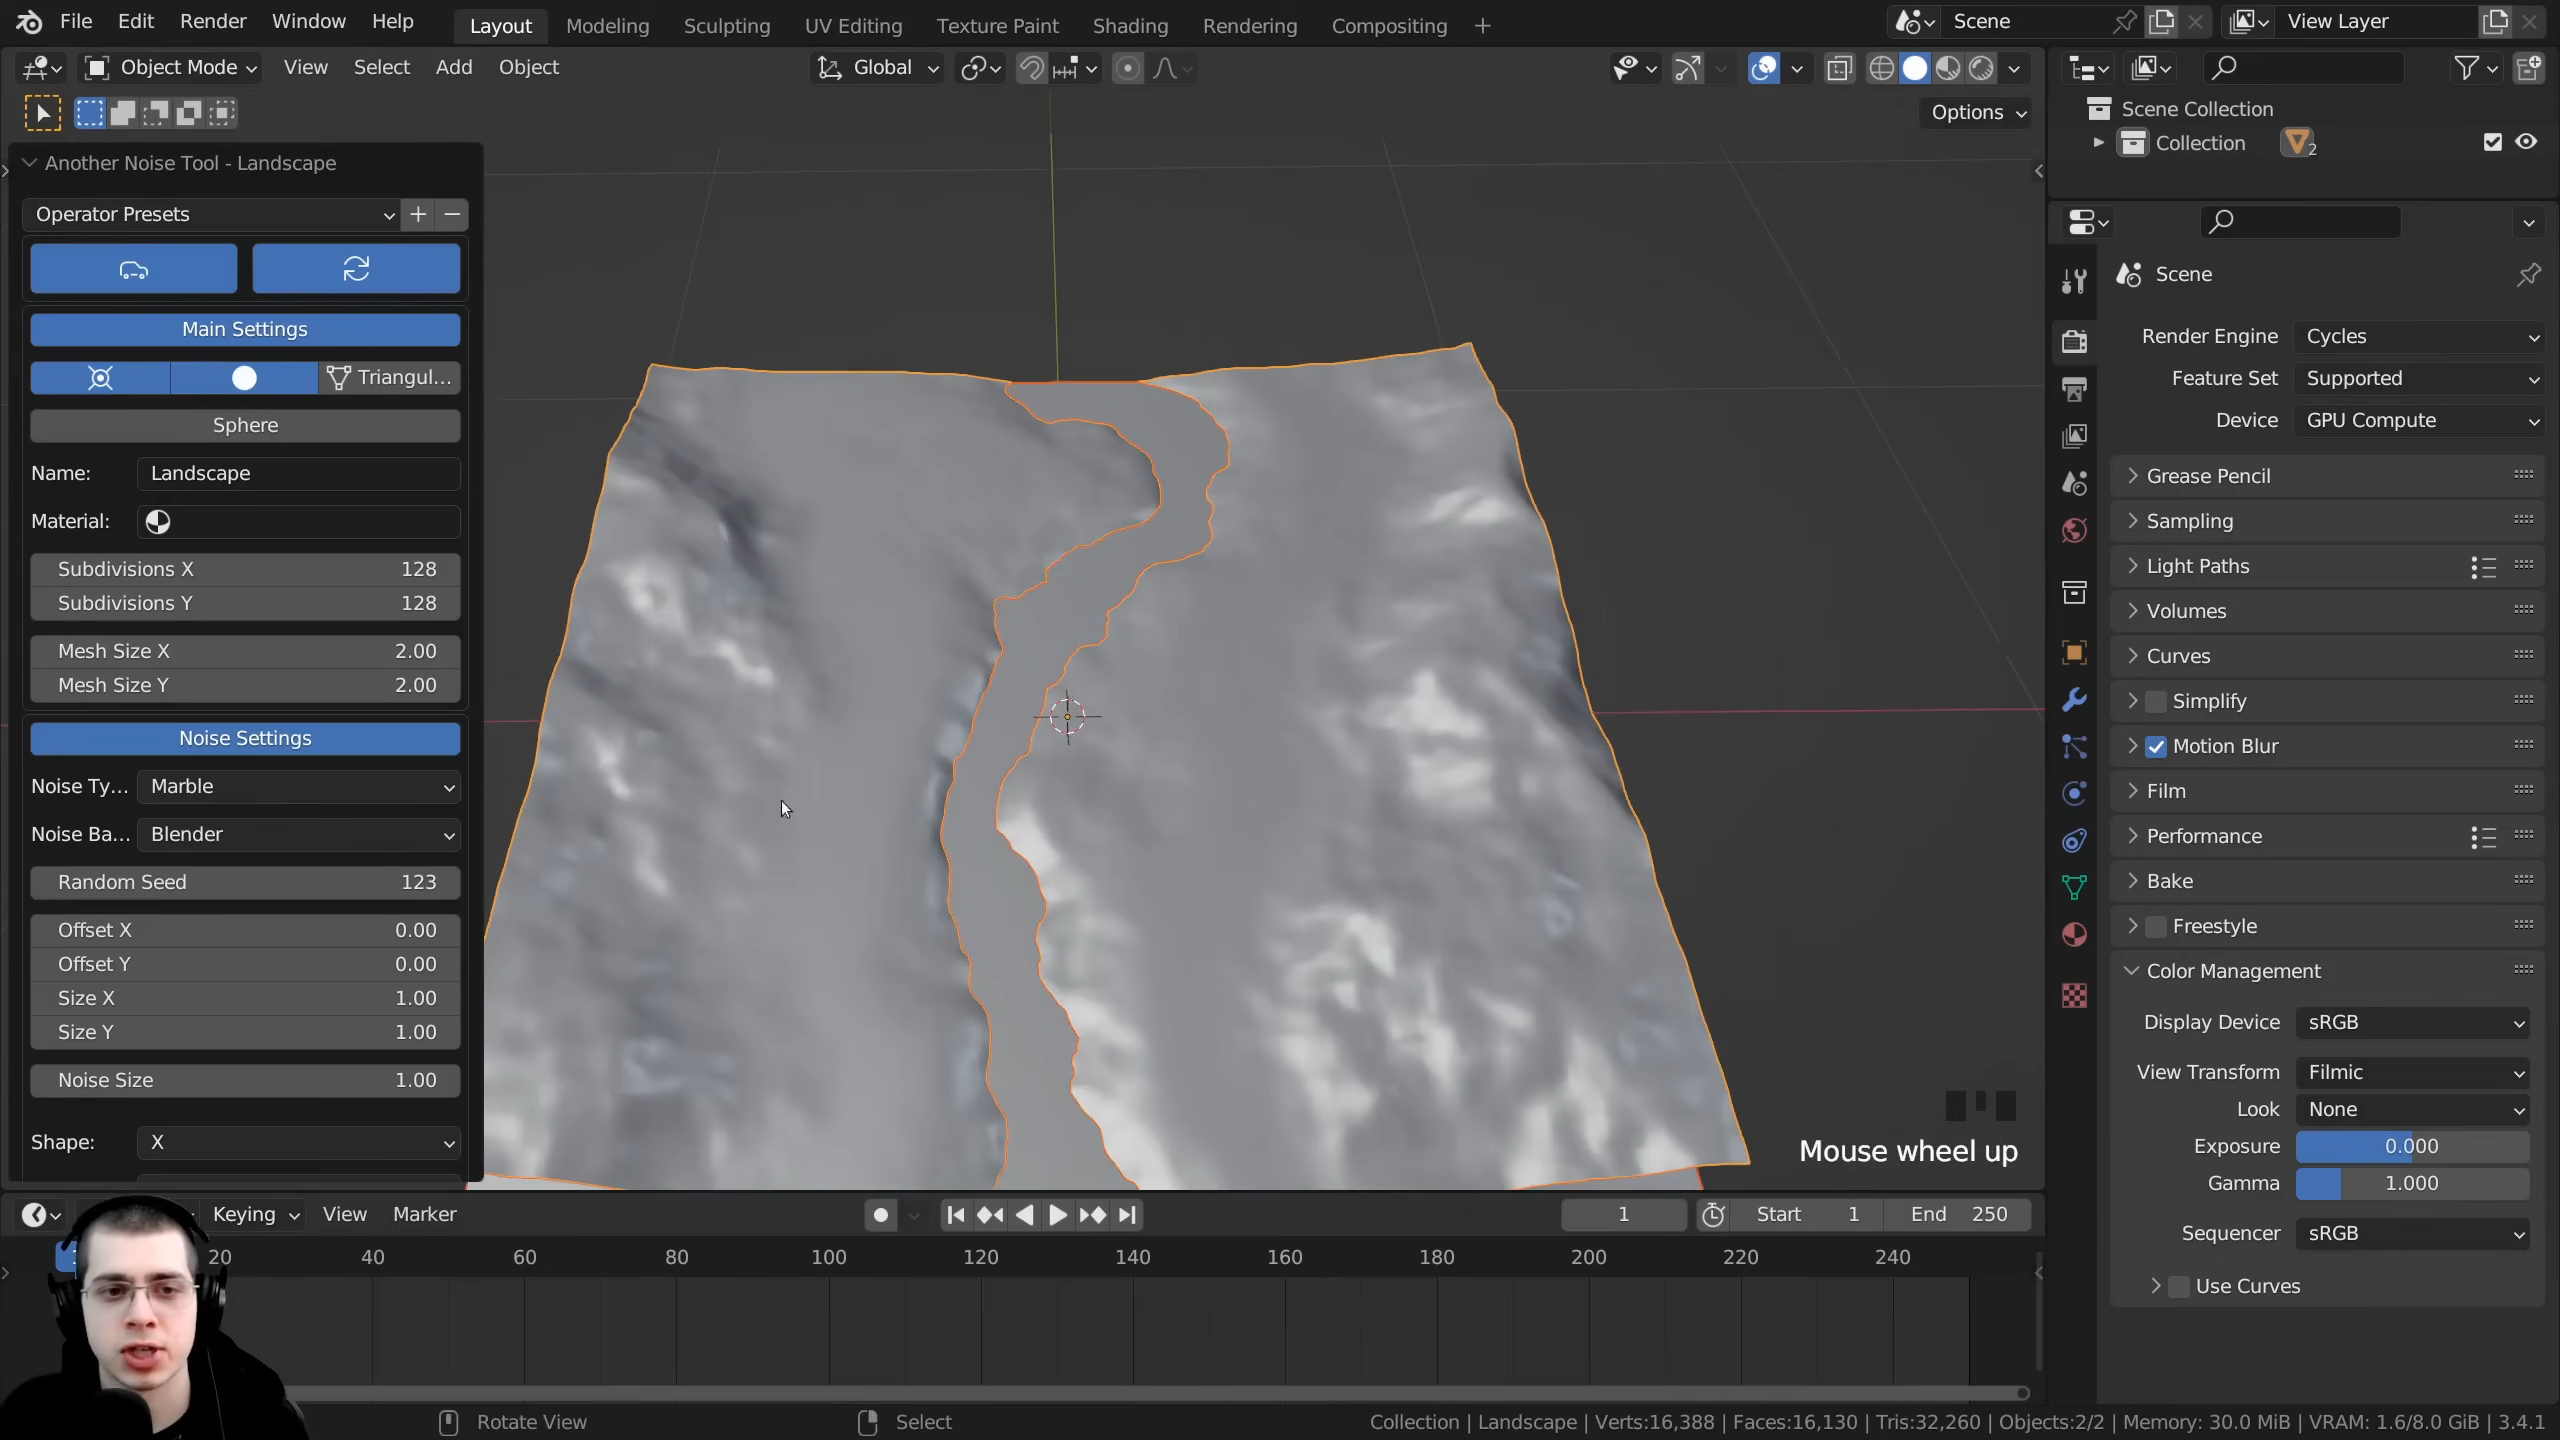 File Edit Render Window Help Layout Modeling Sculpting UV Editing Texture Paint Shading Rendering Compositing + Scene View Layer
Object Mode View Select Add Object Global
Options
Scene Collection
Collection 2
Another Noise Tool - Landscape
Operator Presets + −
Main Settings
Triangul...
Sphere
Name: Landscape
Material:
Subdivisions X 128
Subdivisions Y 128
Mesh Size X 2.00
Mesh Size Y 2.00
Noise Settings
Noise Ty... Marble
Noise Ba... Blender
Random Seed 123
Offset X 0.00
Offset Y 0.00
Size X 1.00
Size Y 1.00
Noise Size 1.00
Shape: X
Mouse wheel up
Scene
Render Engine Cycles
Feature Set Supported
Device GPU Compute
Grease Pencil
Sampling
Light Paths
Volumes
Curves
Simplify
Motion Blur
Film
Performance
Bake
Freestyle
Color Management
Display Device sRGB
View Transform Filmic
Look None
Exposure 0.000
Gamma 1.000
Sequencer sRGB
Use Curves
Keying View Marker 1 Start 1 End 250
20 40 60 80 100 120 140 160 180 200 220 240
Rotate View Select Collection | Landscape | Verts:16,388 | Faces:16,130 | Tris:32,260 | Objects:2/2 | Memory: 30.0 MiB | VRAM: 1.6/8.0 GiB | 3.4.1